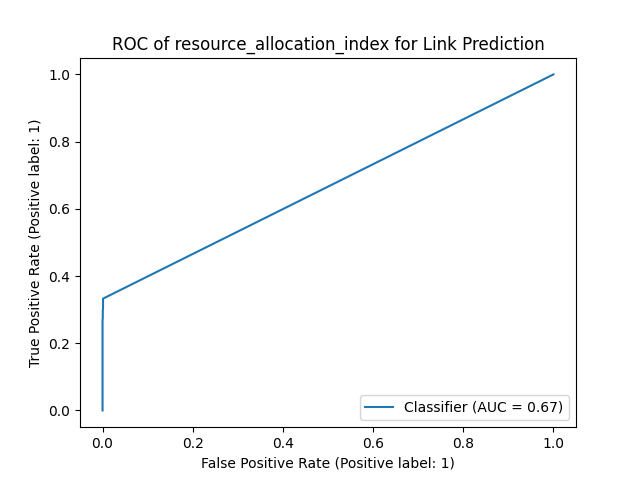 ROC of resource_allocation_index for Link Prediction
1.0
0.8
0.6
0.4
0.2
0.0
True Positive Rate (Positive label: 1)
Classifier (AUC = 0.67)
0.0 0.2 0.4 0.6 0.8 1.0
False Positive Rate (Positive label: 1)